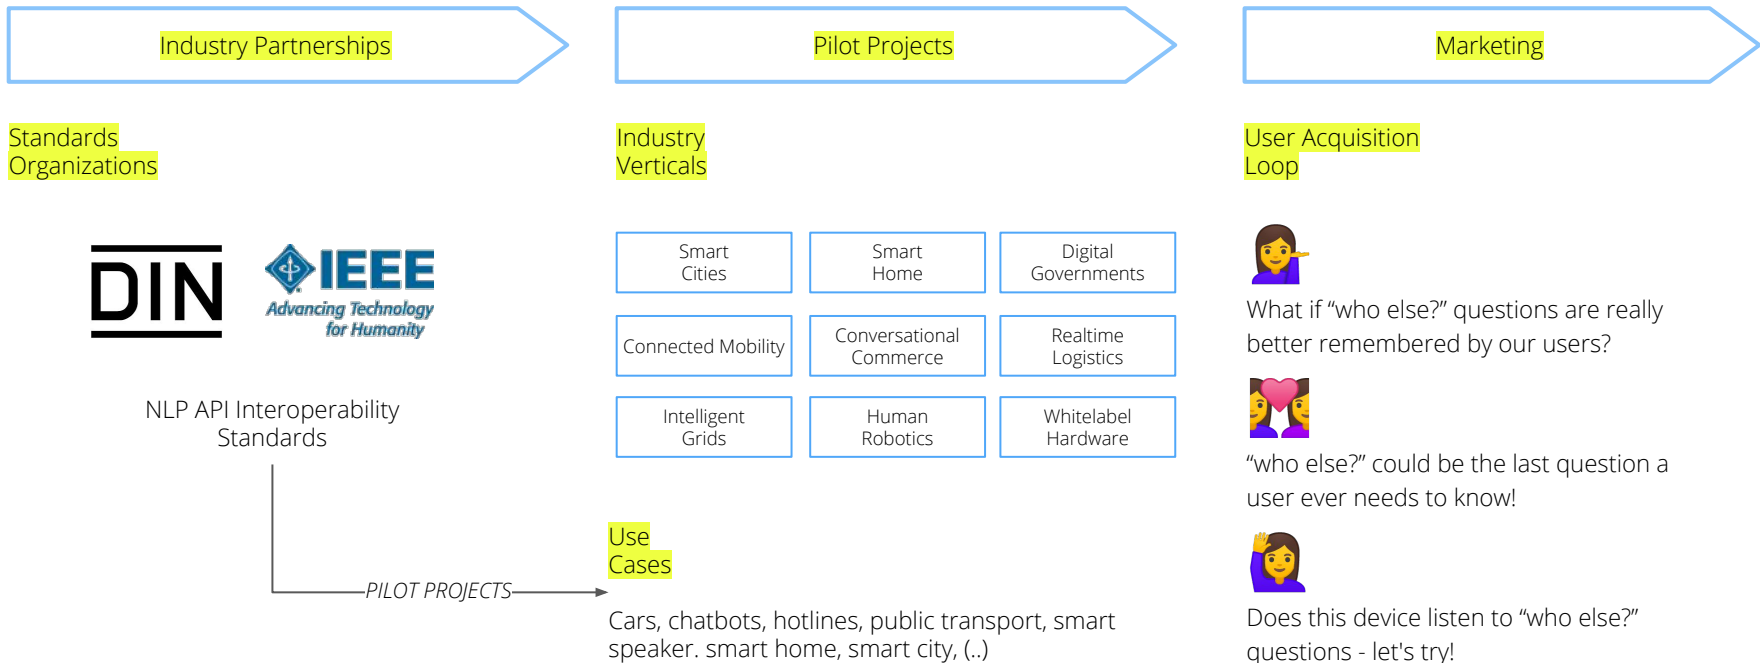 Industry Partnerships
Pilot Projects
Marketing
Standards
Organizations
DIN
IEEE
Advancing Technology
for Humanity
NLP API Interoperability
Standards
PILOT PROJECTS
Industry
Verticals
Smart
Cities
Smart
Home
Digital
Governments
Connected Mobility
Conversational
Commerce
Realtime
Logistics
Intelligent
Grids
Human
Robotics
Whitelabel
Hardware
Use
Cases
Cars, chatbots, hotlines, public transport, smart
speaker. smart home, smart city, (..)
User Acquisition
Loop
What if “who else?” questions are really
better remembered by our users?
“who else?” could be the last question a
user ever needs to know!
Does this device listen to “who else?”
questions - let's try!